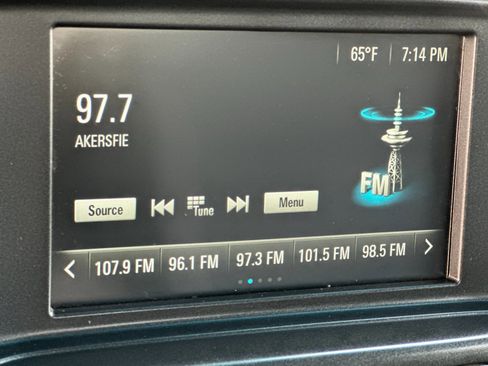 65°F 7:14 PM
97.7
AKERSFIE
FM
Source Tune Menu
107.9 FM 96.1 FM 97.3 FM 101.5 FM 98.5 FM